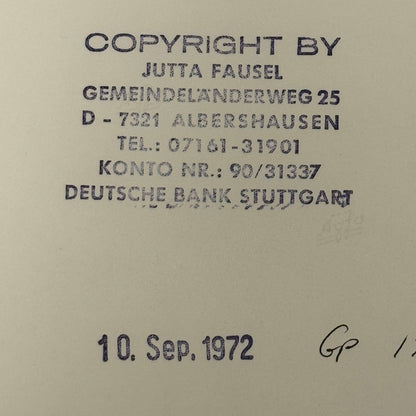 COPYRIGHT BY
JUTTA FAUSEL
GEMEINDELÄNDERWEG 25
D - 7321 ALBERSHAUSEN
TEL.: 07161-31901
KONTO NR.: 90/31337
DEUTSCHE BANK STUTTGART
10. Sep. 1972 GP